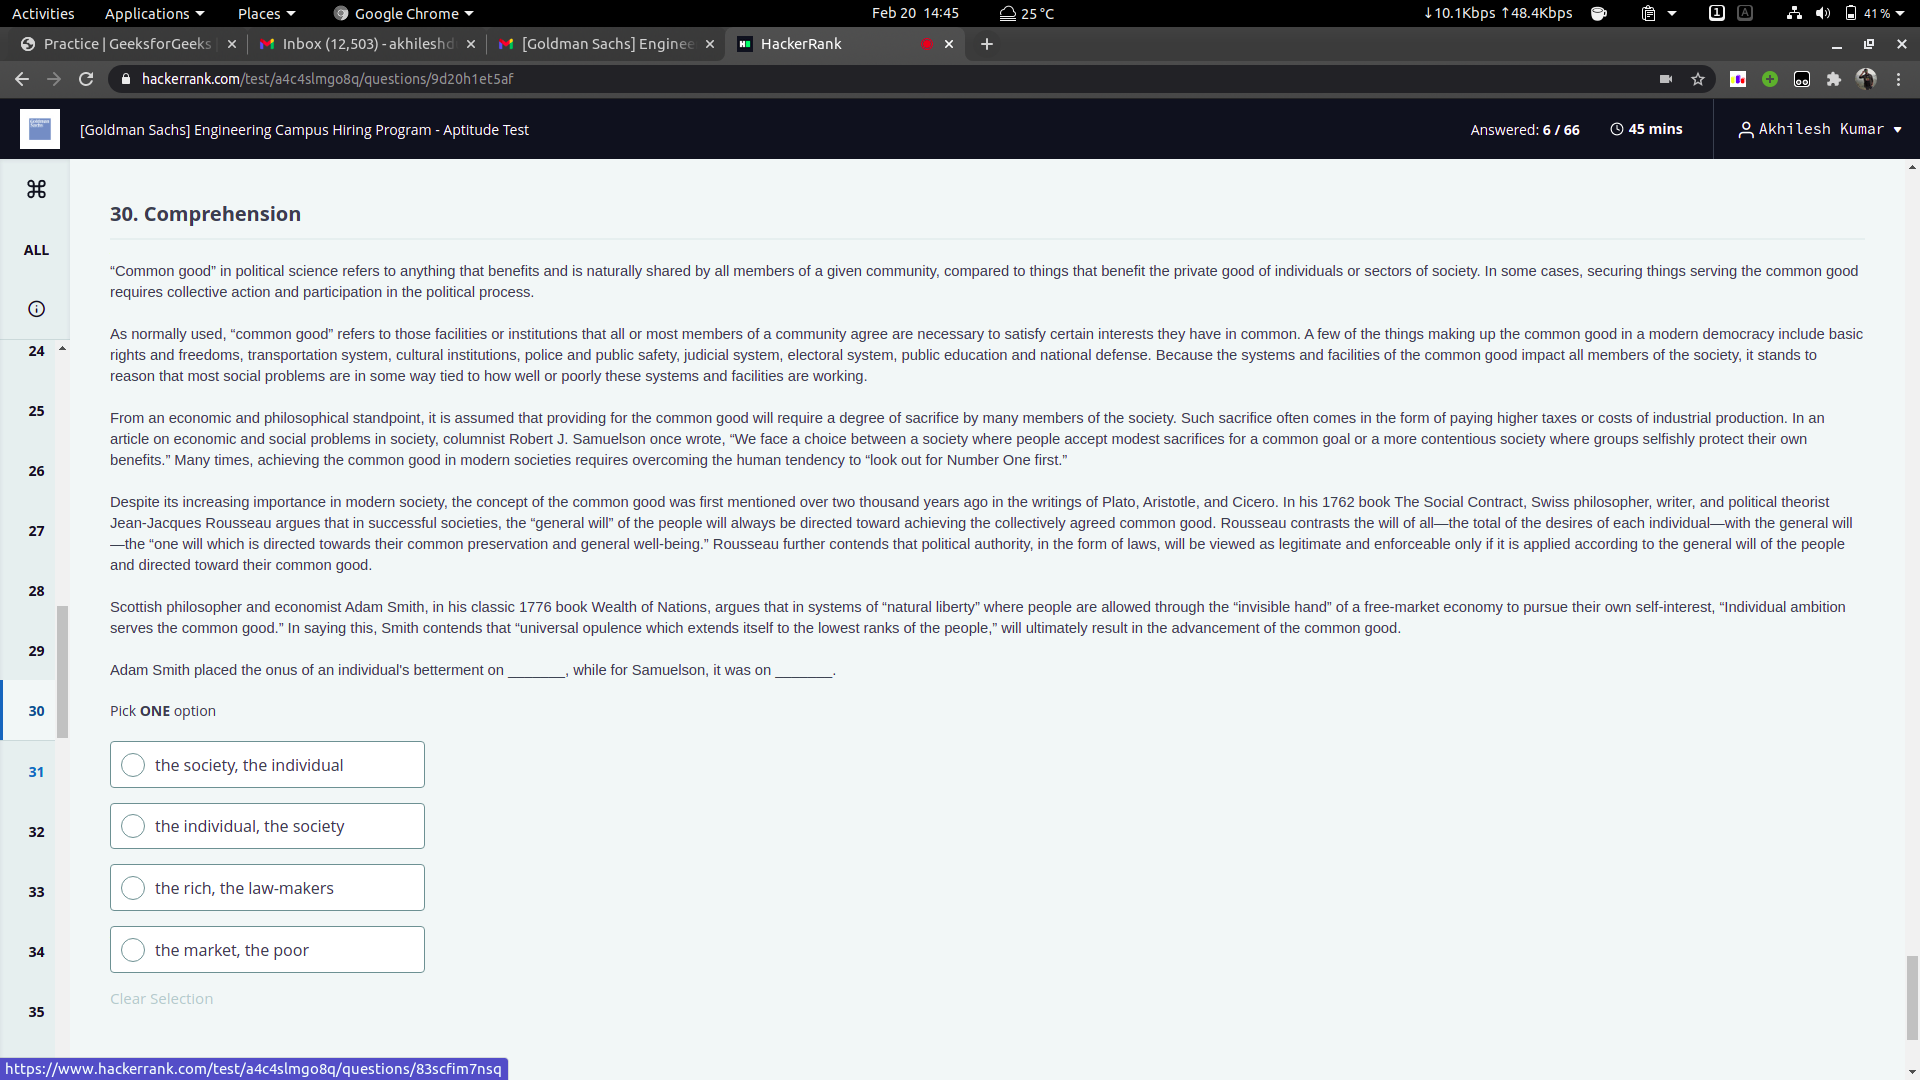 Activities Applications Places Google Chrome Feb 20 14:45 25 °C ↓10.1Kbps ↑48.4Kbps 1 A 41 %
Practice | GeeksforGeeks Inbox (12,503) - akhileshd [Goldman Sachs] Enginee HackerRank
hackerrank.com/test/a4c4slmgo8q/questions/9d20h1et5af
[Goldman Sachs] Engineering Campus Hiring Program - Aptitude Test Answered: 6 / 66 45 mins Akhilesh Kumar
ALL
24
25
26
27
28
29
30
31
32
33
34
35
30. Comprehension
“Common good” in political science refers to anything that benefits and is naturally shared by all members of a given community, compared to things that benefit the private good of individuals or sectors of society. In some cases, securing things serving the common good
requires collective action and participation in the political process.
As normally used, “common good” refers to those facilities or institutions that all or most members of a community agree are necessary to satisfy certain interests they have in common. A few of the things making up the common good in a modern democracy include basic
rights and freedoms, transportation system, cultural institutions, police and public safety, judicial system, electoral system, public education and national defense. Because the systems and facilities of the common good impact all members of the society, it stands to
reason that most social problems are in some way tied to how well or poorly these systems and facilities are working.
From an economic and philosophical standpoint, it is assumed that providing for the common good will require a degree of sacrifice by many members of the society. Such sacrifice often comes in the form of paying higher taxes or costs of industrial production. In an
article on economic and social problems in society, columnist Robert J. Samuelson once wrote, “We face a choice between a society where people accept modest sacrifices for a common goal or a more contentious society where groups selfishly protect their own
benefits.” Many times, achieving the common good in modern societies requires overcoming the human tendency to “look out for Number One first.”
Despite its increasing importance in modern society, the concept of the common good was first mentioned over two thousand years ago in the writings of Plato, Aristotle, and Cicero. In his 1762 book The Social Contract, Swiss philosopher, writer, and political theorist
Jean-Jacques Rousseau argues that in successful societies, the “general will” of the people will always be directed toward achieving the collectively agreed common good. Rousseau contrasts the will of all—the total of the desires of each individual—with the general will
—the “one will which is directed towards their common preservation and general well-being.” Rousseau further contends that political authority, in the form of laws, will be viewed as legitimate and enforceable only if it is applied according to the general will of the people
and directed toward their common good.
Scottish philosopher and economist Adam Smith, in his classic 1776 book Wealth of Nations, argues that in systems of “natural liberty” where people are allowed through the “invisible hand” of a free-market economy to pursue their own self-interest, “Individual ambition
serves the common good.” In saying this, Smith contends that “universal opulence which extends itself to the lowest ranks of the people,” will ultimately result in the advancement of the common good.
Adam Smith placed the onus of an individual's betterment on _______, while for Samuelson, it was on _______.
Pick ONE option
the society, the individual
the individual, the society
the rich, the law-makers
the market, the poor
Clear Selection
https://www.hackerrank.com/test/a4c4slmgo8q/questions/83scfim7nsq